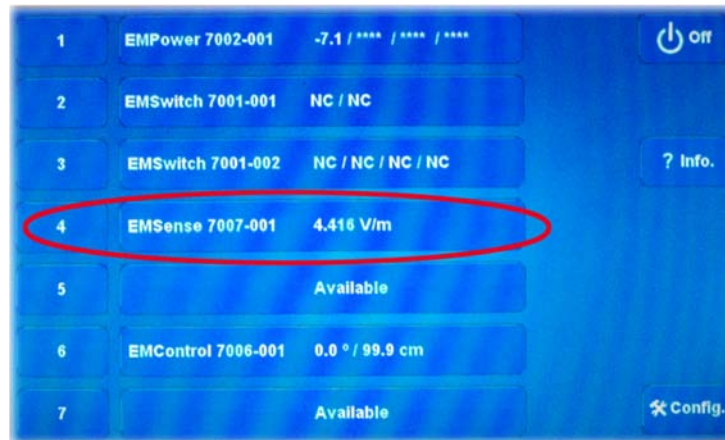 1 EMPower 7002-001 -7.1 / **** / **** / **** Off
2 EMSwitch 7001-001 NC / NC
3 EMSwitch 7001-002 NC / NC / NC / NC ? Info.
4 EMSense 7007-001 4.416 V/m
5 Available
6 EMControl 7006-001 0.0 º / 99.9 cm
7 Available Config.